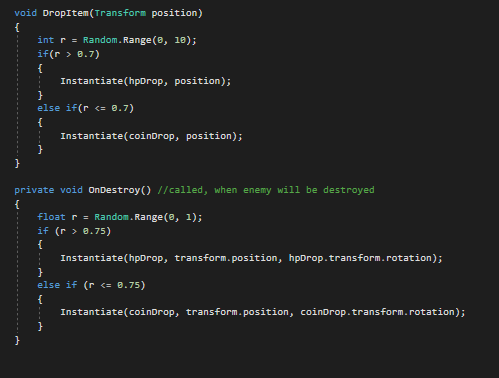 void DropItem(Transform position)
{
int r = Random.Range(0, 10);
if(r > 0.7)
{
Instantiate(hpDrop, position);
}
else if(r <= 0.7)
{
Instantiate(coinDrop, position);
}
}
private void OnDestroy() //called, when enemy will be destroyed
{
float r = Random.Range(0, 1);
if (r > 0.75)
{
Instantiate(hpDrop, transform.position, hpDrop.transform.rotation);
}
else if (r <= 0.75)
{
Instantiate(coinDrop, transform.position, coinDrop.transform.rotation);
}
}